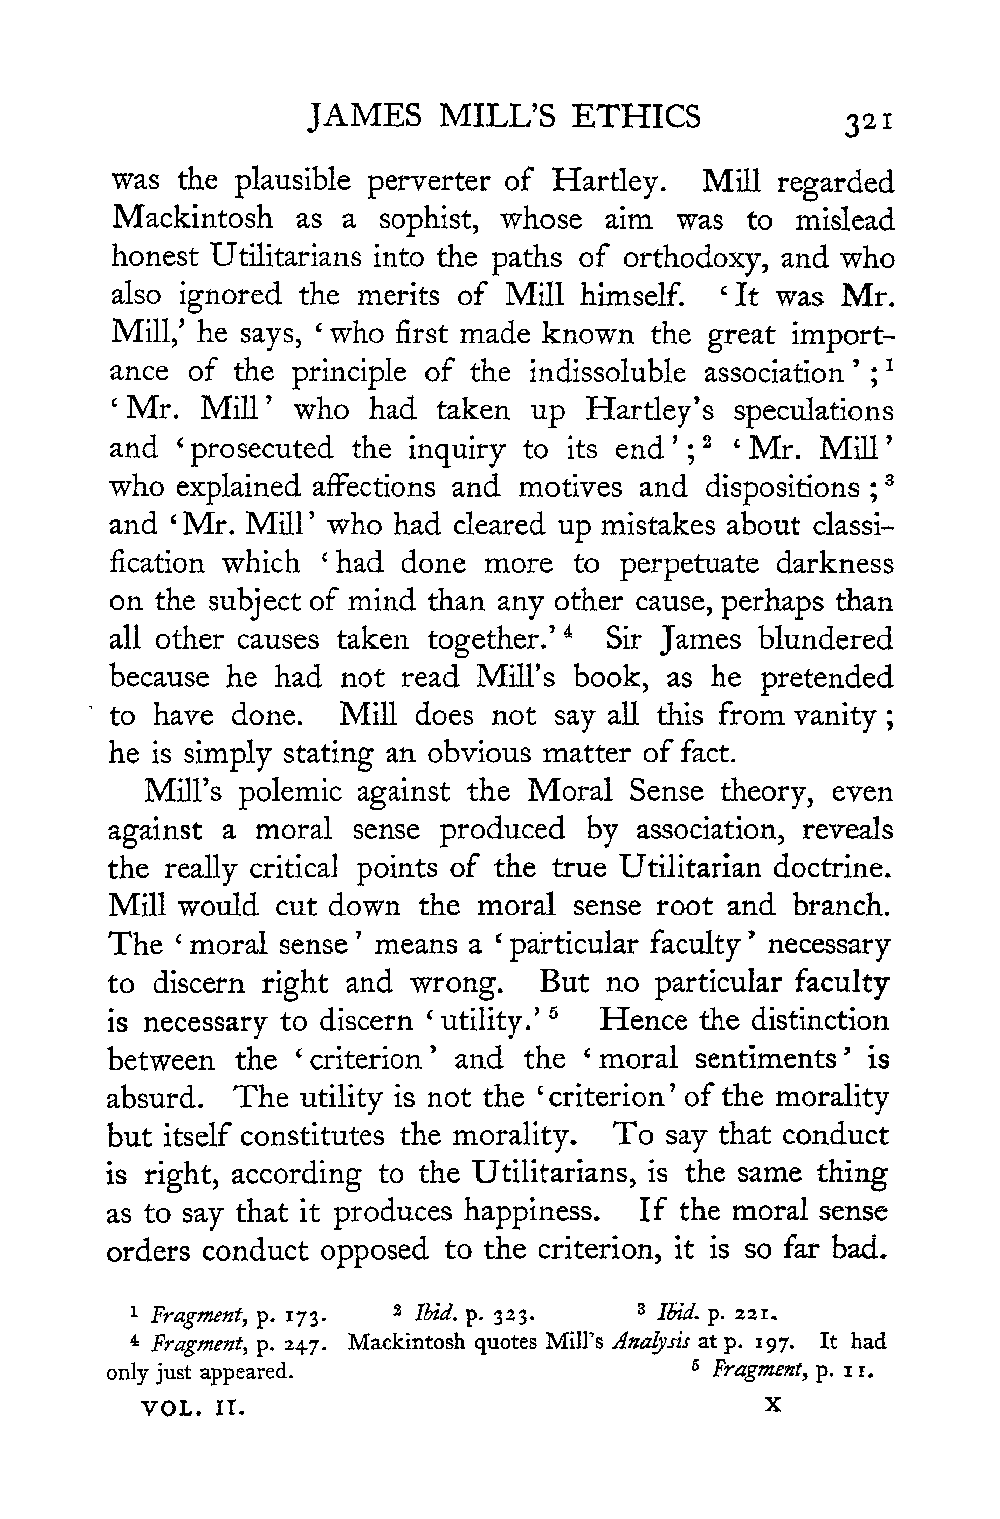 JAMES MILL'S ETHICS 321
was the plausible perverter of Hartley. Mill regarded
Mackintosh as a sophist, whose aim was to mislead
honest Utilitarians into the paths of orthodoxy, and who
also ignored the merits of Mill himself. ‘It was Mr.
Mill,’ he says, ‘who first made known the great import-
ance of the principle of the indissoluble association’ ;¹
‘Mr. Mill’ who had taken up Hartley's speculations
and ‘prosecuted the inquiry to its end’ ;² ‘Mr. Mill’
who explained affections and motives and dispositions ;³
and ‘Mr. Mill’ who had cleared up mistakes about classi-
fication which ‘had done more to perpetuate darkness
on the subject of mind than any other cause, perhaps than
all other causes taken together.’⁴ Sir James blundered
because he had not read Mill's book, as he pretended
to have done. Mill does not say all this from vanity ;
he is simply stating an obvious matter of fact.
Mill's polemic against the Moral Sense theory, even
against a moral sense produced by association, reveals
the really critical points of the true Utilitarian doctrine.
Mill would cut down the moral sense root and branch.
The ‘moral sense’ means a ‘particular faculty’ necessary
to discern right and wrong. But no particular faculty
is necessary to discern ‘utility.’⁵ Hence the distinction
between the ‘criterion’ and the ‘moral sentiments’ is
absurd. The utility is not the ‘criterion’ of the morality
but itself constitutes the morality. To say that conduct
is right, according to the Utilitarians, is the same thing
as to say that it produces happiness. If the moral sense
orders conduct opposed to the criterion, it is so far bad.
¹ Fragment, p. 173. ² Ibid. p. 323. ³ Ibid. p. 221.
⁴ Fragment, p. 247. Mackintosh quotes Mill's Analysis at p. 197. It had
only just appeared. ⁵ Fragment, p. 11.
VOL. II. X